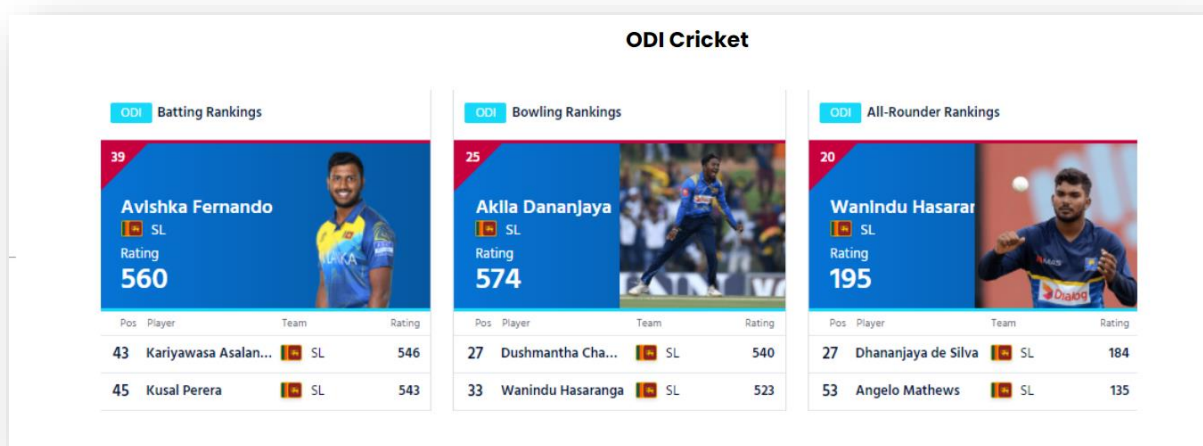 ODI Cricket
ODI Batting Rankings
39
Avishka Fernando
SL
Rating
560
Pos Player Team Rating
43 Kariyawasa Asalan... SL 546
45 Kusal Perera SL 543
ODI Bowling Rankings
25
Akila Dananjaya
SL
Rating
574
Pos Player Team Rating
27 Dushmantha Cha... SL 540
33 Wanindu Hasaranga SL 523
ODI All-Rounder Rankings
20
Wanindu Hasarar
SL
Rating
195
Dialog
Pos Player Team Rating
27 Dhananjaya de Silva SL 184
53 Angelo Mathews SL 135